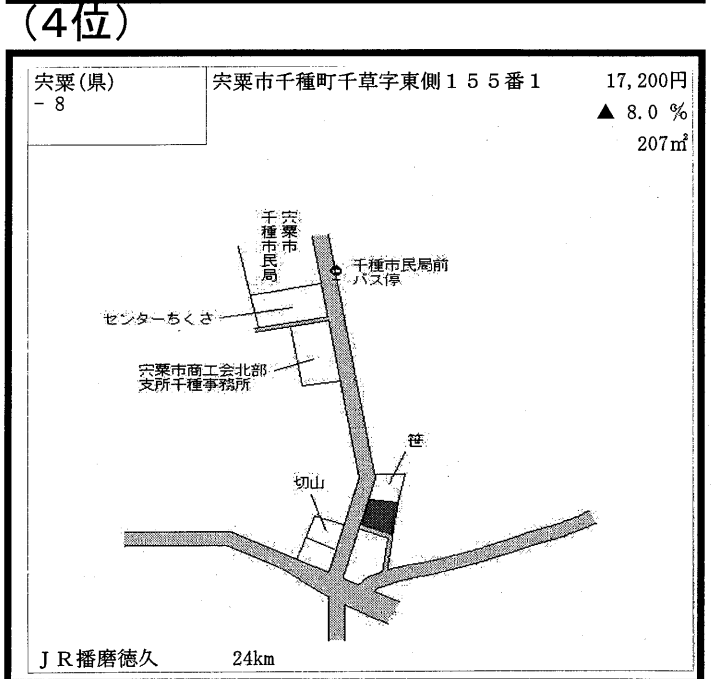 (4位)
宍粟(県)
- 8
宍粟市千種町千草字東側155番1
17,200円
▲ 8.0 %
207㎡
宍粟市
千種市民局
千種市民局前
バス停
センターちくさ
宍粟市商工会北部
支所千種事務所
笹
切山
JR播磨徳久 24km